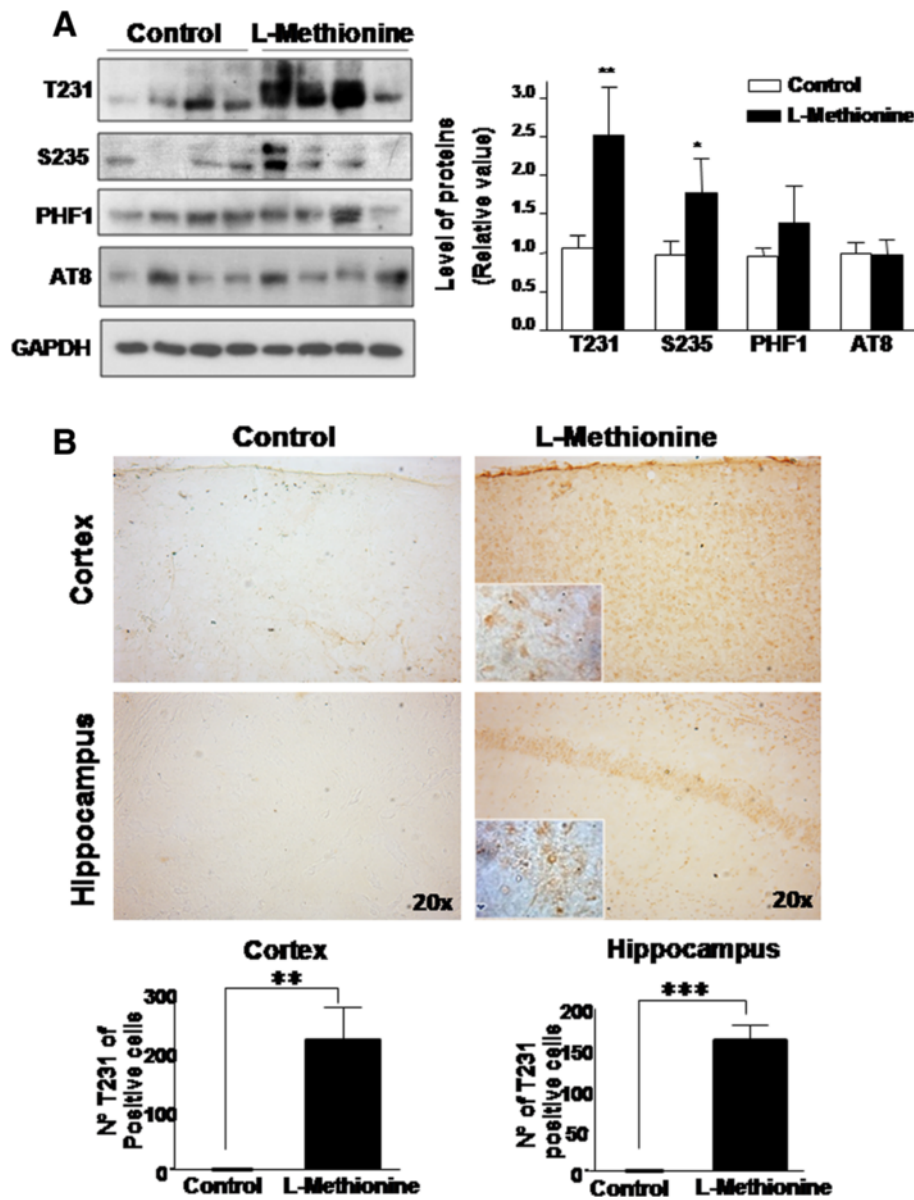 A
Control L-Methionine
T231
S235
PHF1
AT8
GAPDH
Level of proteins
(Relative value)
3.0
2.5
2.0
1.5
1.0
0.5
0.0
**
*
Control
L-Methionine
T231 S235 PHF1 AT8
B
Control L-Methionine
Cortex
Hippocampus
20x 20x
Cortex
**
N° T231 of
Positive cells
300
200
100
0
Control L-Methionine
Hippocampus
***
N° of T231
positive cells
200
150
100
50
0
Control L-Methionine